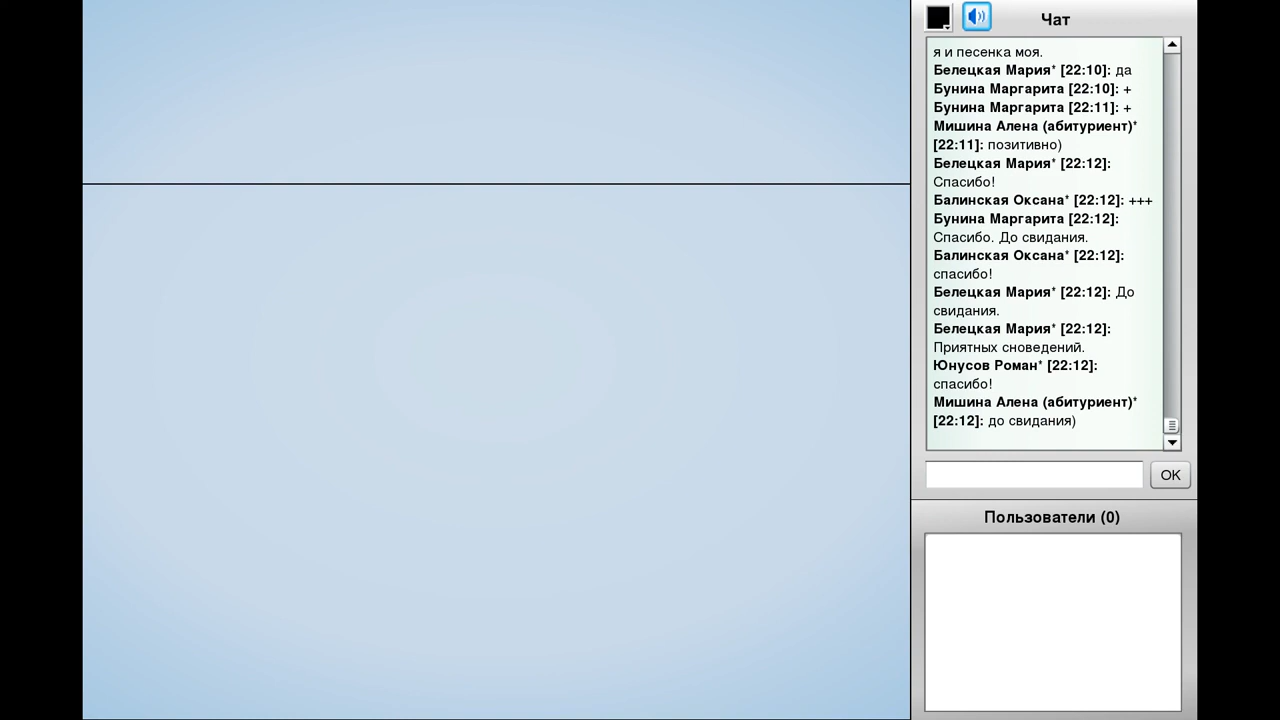 Чат
я и песенка моя.
Белецкая Мария* [22:10]: да
Бунина Маргарита [22:10]: +
Бунина Маргарита [22:11]: +
Мишина Алена (абитуриент)*
[22:11]: позитивно)
Белецкая Мария* [22:12]:
Спасибо!
Балинская Оксана* [22:12]: +++
Бунина Маргарита [22:12]:
Спасибо. До свидания.
Балинская Оксана* [22:12]:
спасибо!
Белецкая Мария* [22:12]: До
свидания.
Белецкая Мария* [22:12]:
Приятных сноведений.
Юнусов Роман* [22:12]:
спасибо!
Мишина Алена (абитуриент)*
[22:12]: до свидания)
OK
Пользователи (0)